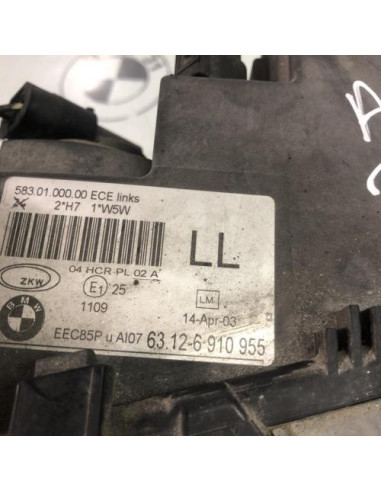 583.01.000.00 ECE links
2*H7 1*W5W
LL
04 HCR-PL 02 A
ZKW
E1 25
LM
BMW
1109
14-Apr-03
EEC85P u AI07 63.12-6 910 955